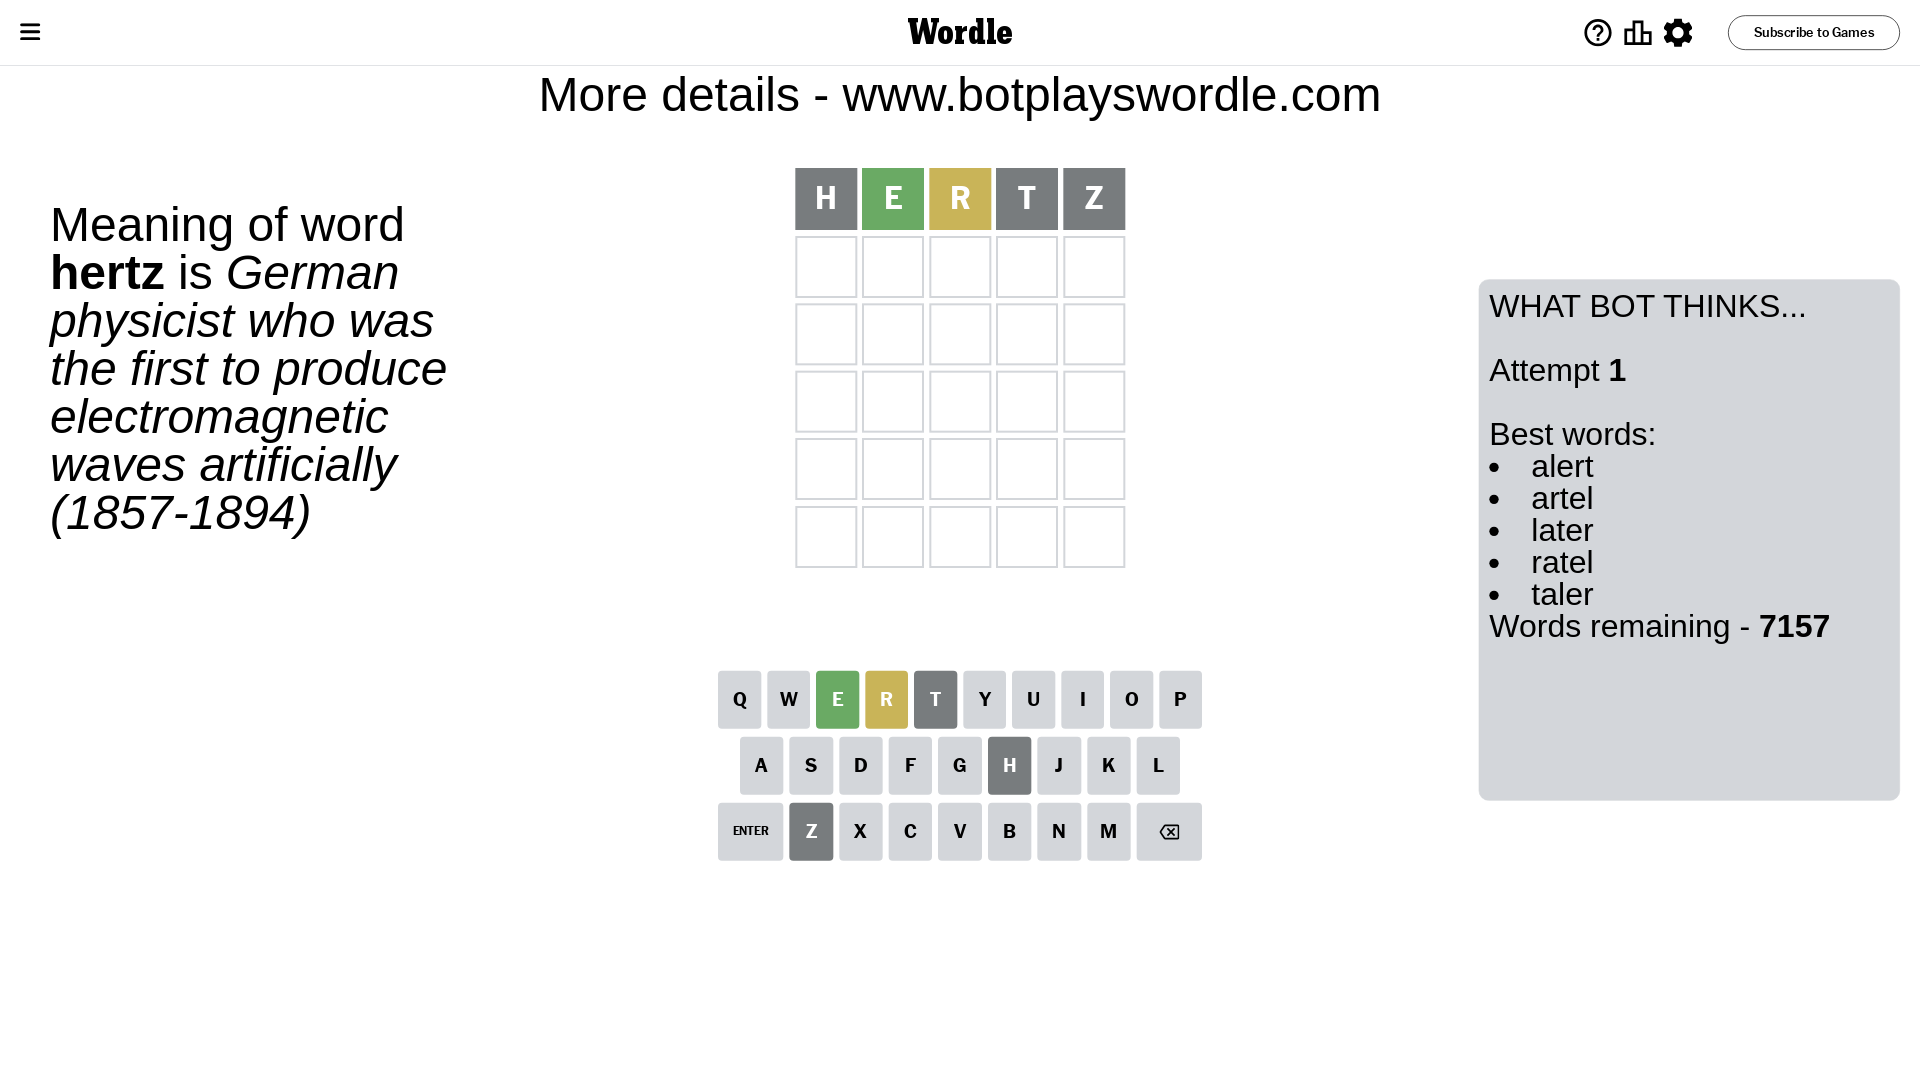 Wordle
Subscribe to Games
More details - www.botplayswordle.com
Meaning of word
hertz is German
physicist who was
the first to produce
electromagnetic
waves artificially
(1857-1894)
H E R T Z
WHAT BOT THINKS...
Attempt 1
Best words:
• alert
• artel
• later
• ratel
• taler
Words remaining - 7157
Q W E R T Y U I O P
A S D F G H J K L
ENTER Z X C V B N M